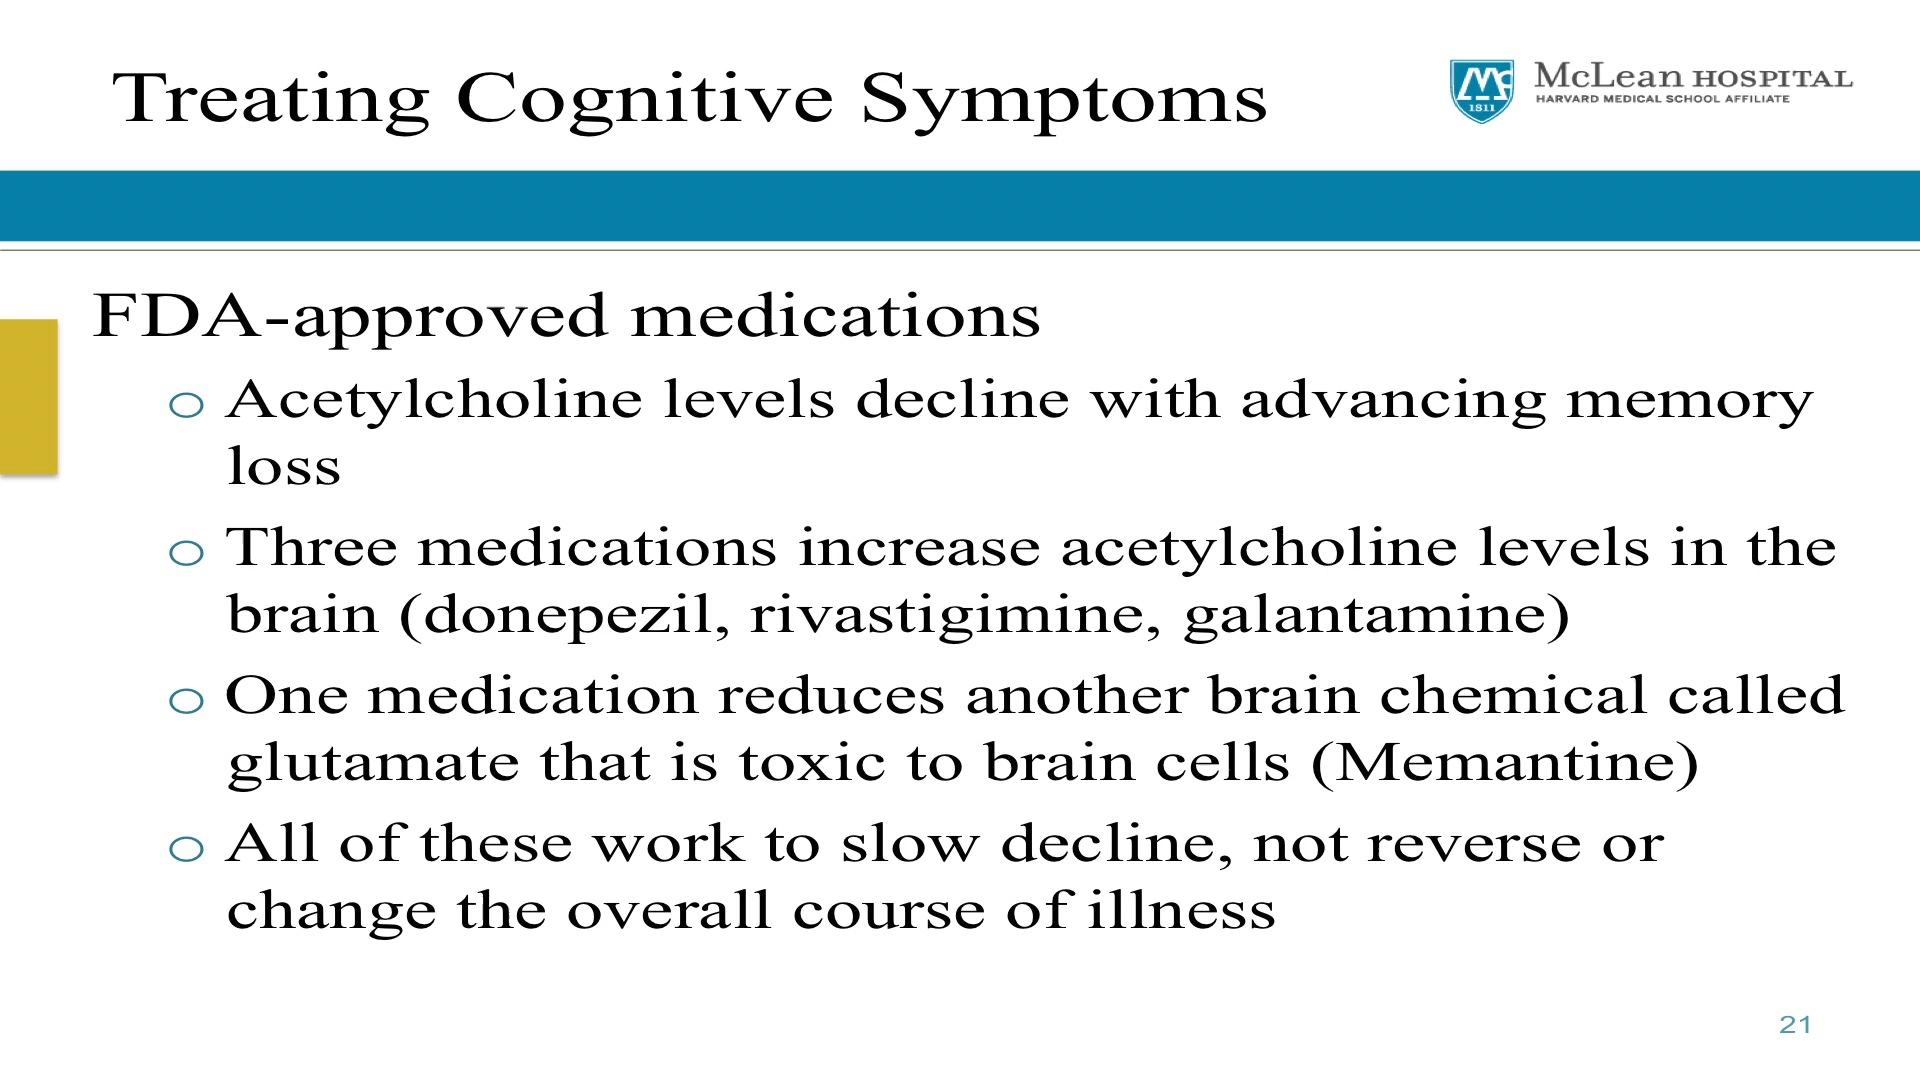 Treating Cognitive Symptoms
McLean HOSPITAL
HARVARD MEDICAL SCHOOL AFFILIATE
1811
FDA-approved medications
o Acetylcholine levels decline with advancing memory
loss
o Three medications increase acetylcholine levels in the
brain (donepezil, rivastigimine, galantamine)
o One medication reduces another brain chemical called
glutamate that is toxic to brain cells (Memantine)
o All of these work to slow decline, not reverse or
change the overall course of illness
21